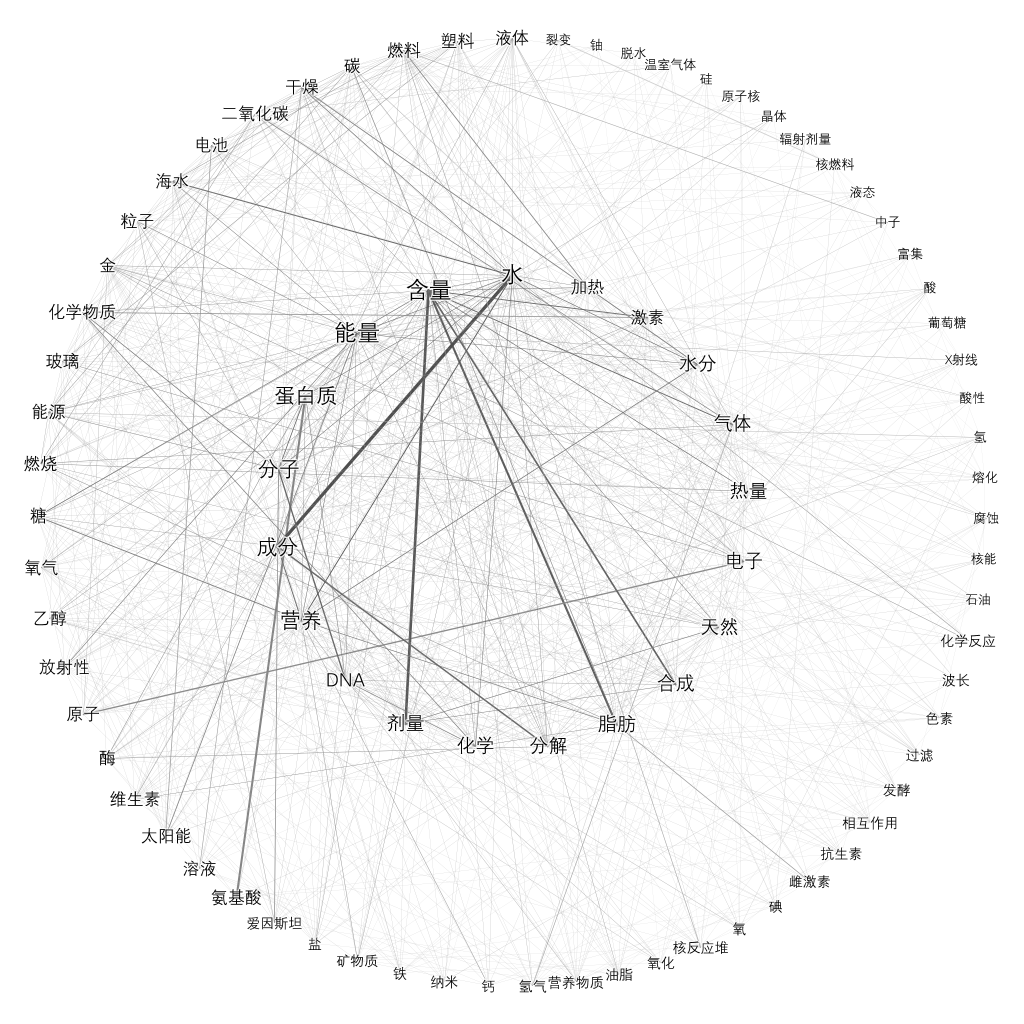 液体
裂变
铀
脱水
温室气体
硅
原子核
晶体
辐射剂量
核燃料
液态
中子
富集
酸
葡萄糖
X射线
酸性
氢
熔化
腐蚀
核能
石油
化学反应
波长
色素
过滤
发酵
相互作用
抗生素
雌激素
碘
氧
核反应堆
氧化
油脂
营养物质
氢气
钙
纳米
铁
矿物质
盐
爱因斯坦
氨基酸
溶液
太阳能
维生素
酶
原子
放射性
乙醇
氧气
糖
燃烧
能源
玻璃
化学物质
金
粒子
海水
电池
二氧化碳
干燥
碳
燃料
塑料
水
加热
激素
水分
气体
热量
电子
天然
合成
脂肪
分解
化学
剂量
DNA
营养
成分
分子
蛋白质
能量
含量